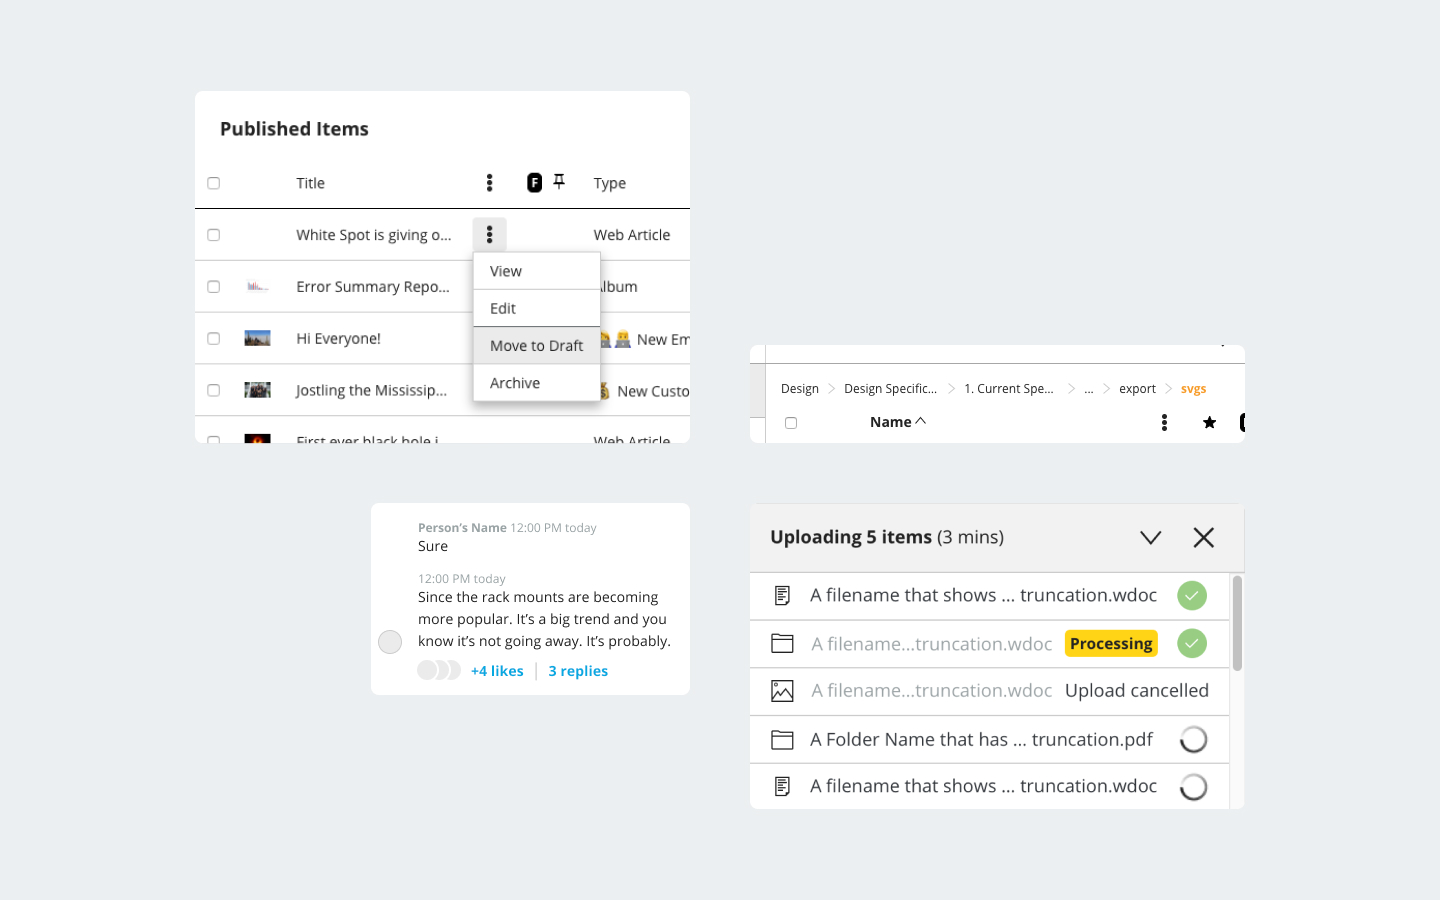 Published Items
Title F Type
White Spot is giving o... Web Article
View
Error Summary Repo... Album
Edit
Hi Everyone! New Em
Move to Draft
Jostling the Mississip... New Custo
Archive
First ever black hole i Web Article
Design Design Specific... 1. Current Spe... ... export svgs
Name
Person's Name 12:00 PM today
Sure
12:00 PM today
Since the rack mounts are becoming
more popular. It's a big trend and you
know it's not going away. It's probably.
+4 likes | 3 replies
Uploading 5 items (3 mins)
A filename that shows ... truncation.wdoc
A filename...truncation.wdoc Processing
A filename...truncation.wdoc Upload cancelled
A Folder Name that has ... truncation.pdf
A filename that shows ... truncation.wdoc